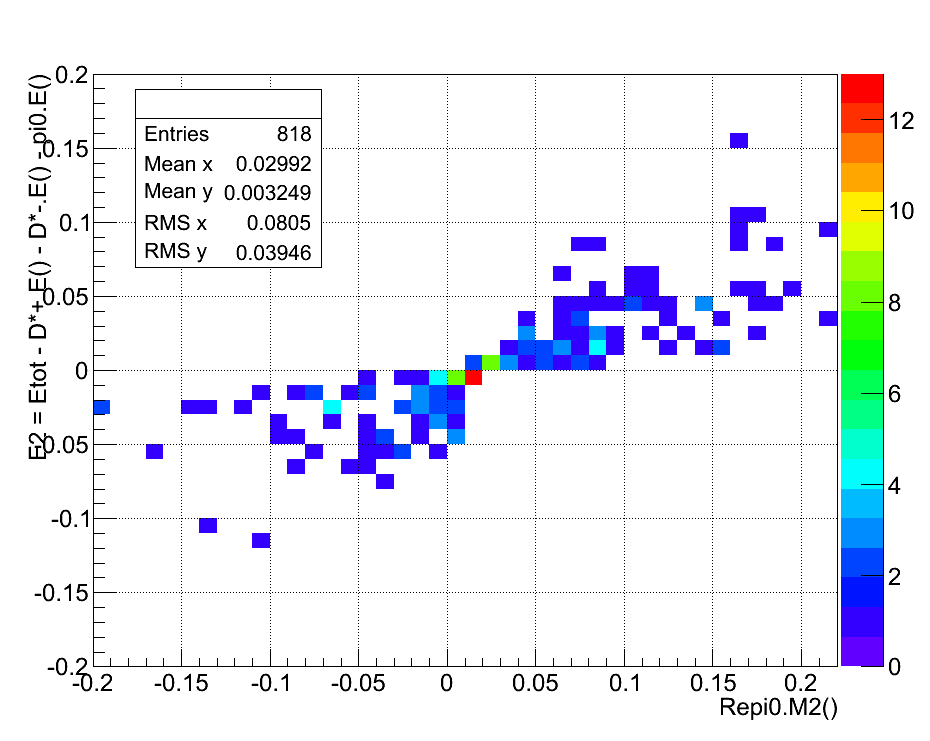 E2 = Etot - D*+.E() - D*-.E() - pi0.E()
0.2
0.15
0.1
0.05
0
-0.05
-0.1
-0.15
-0.2
Entries 818
Mean x 0.02992
Mean y 0.003249
RMS x 0.0805
RMS y 0.03946
12
10
8
6
4
2
0
-0.2 -0.15 -0.1 -0.05 0 0.05 0.1 0.15 0.2
Repi0.M2()